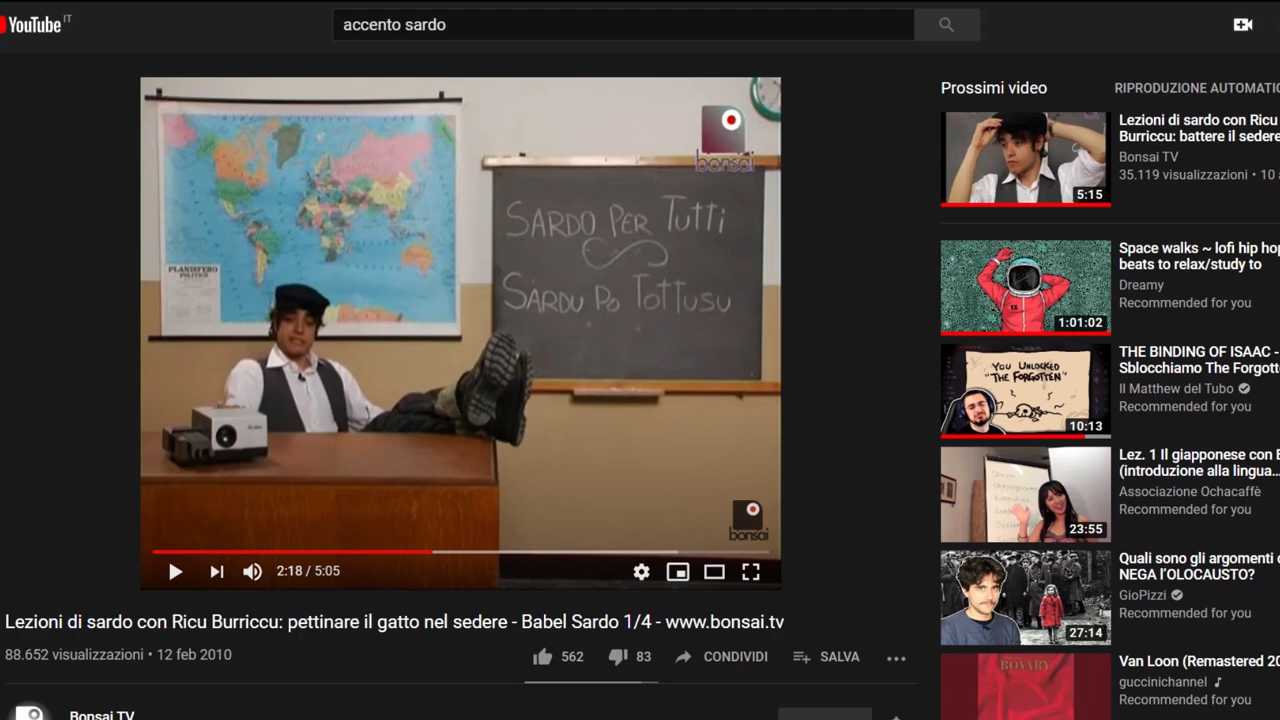 YouTube IT
accento sardo
bonsai
SARDO PER TUTTI
SARDU PO TOTTUSU
PLANISFERO
POLITICO
bonsai
2:18 / 5:05
Lezioni di sardo con Ricu Burriccu: pettinare il gatto nel sedere - Babel Sardo 1/4 - www.bonsai.tv
88.652 visualizzazioni • 12 feb 2010
562
83
CONDIVIDI
SALVA
Bonsai TV
Prossimi video
RIPRODUZIONE AUTOMATIC
5:15
Lezioni di sardo con Ricu
Burriccu: battere il sedere
Bonsai TV
35.119 visualizzazioni • 10 a
1:01:02
Space walks ~ lofi hip hop
beats to relax/study to
Dreamy
Recommended for you
YOU UNLOCKED
"THE FORGOTTEN"
10:13
THE BINDING OF ISAAC -
Sblocchiamo The Forgott
Il Matthew del Tubo
Recommended for you
23:55
Lez. 1 Il giapponese con E
(introduzione alla lingua...
Associazione Ochacaffè
Recommended for you
27:14
Quali sono gli argomenti d
NEGA l'OLOCAUSTO?
GioPizzi
Recommended for you
BOVARY
Van Loon (Remastered 20
guccinichannel
Recommended for you